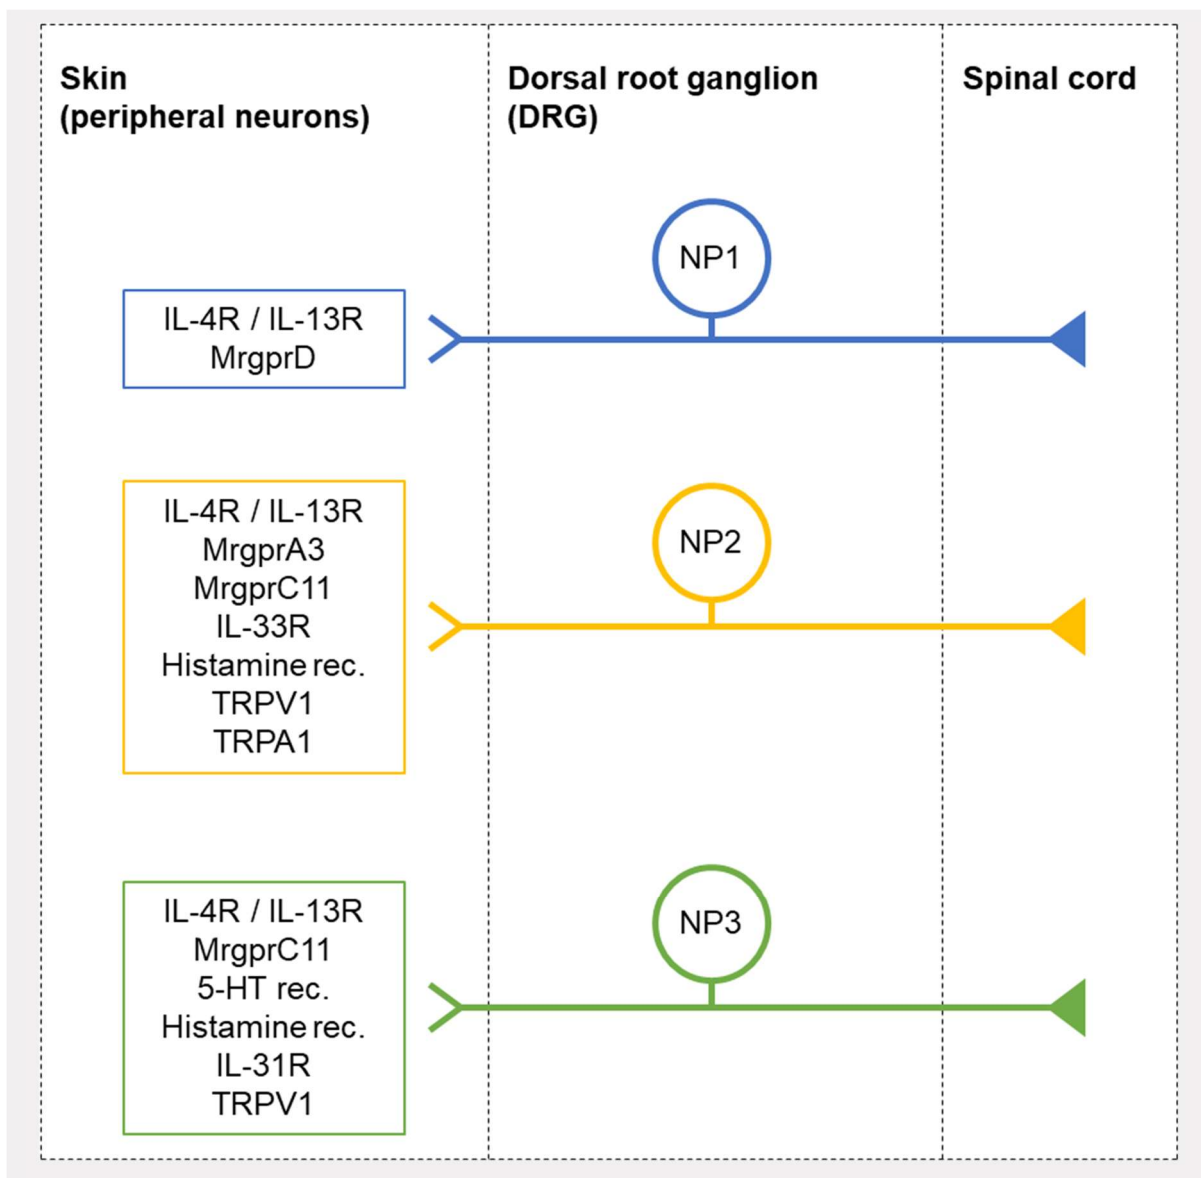 Skin
(peripheral neurons)
Dorsal root ganglion
(DRG)
Spinal cord
NP1
IL-4R / IL-13R
MrgprD
NP2
IL-4R / IL-13R
MrgprA3
MrgprC11
IL-33R
Histamine rec.
TRPV1
TRPA1
NP3
IL-4R / IL-13R
MrgprC11
5-HT rec.
Histamine rec.
IL-31R
TRPV1